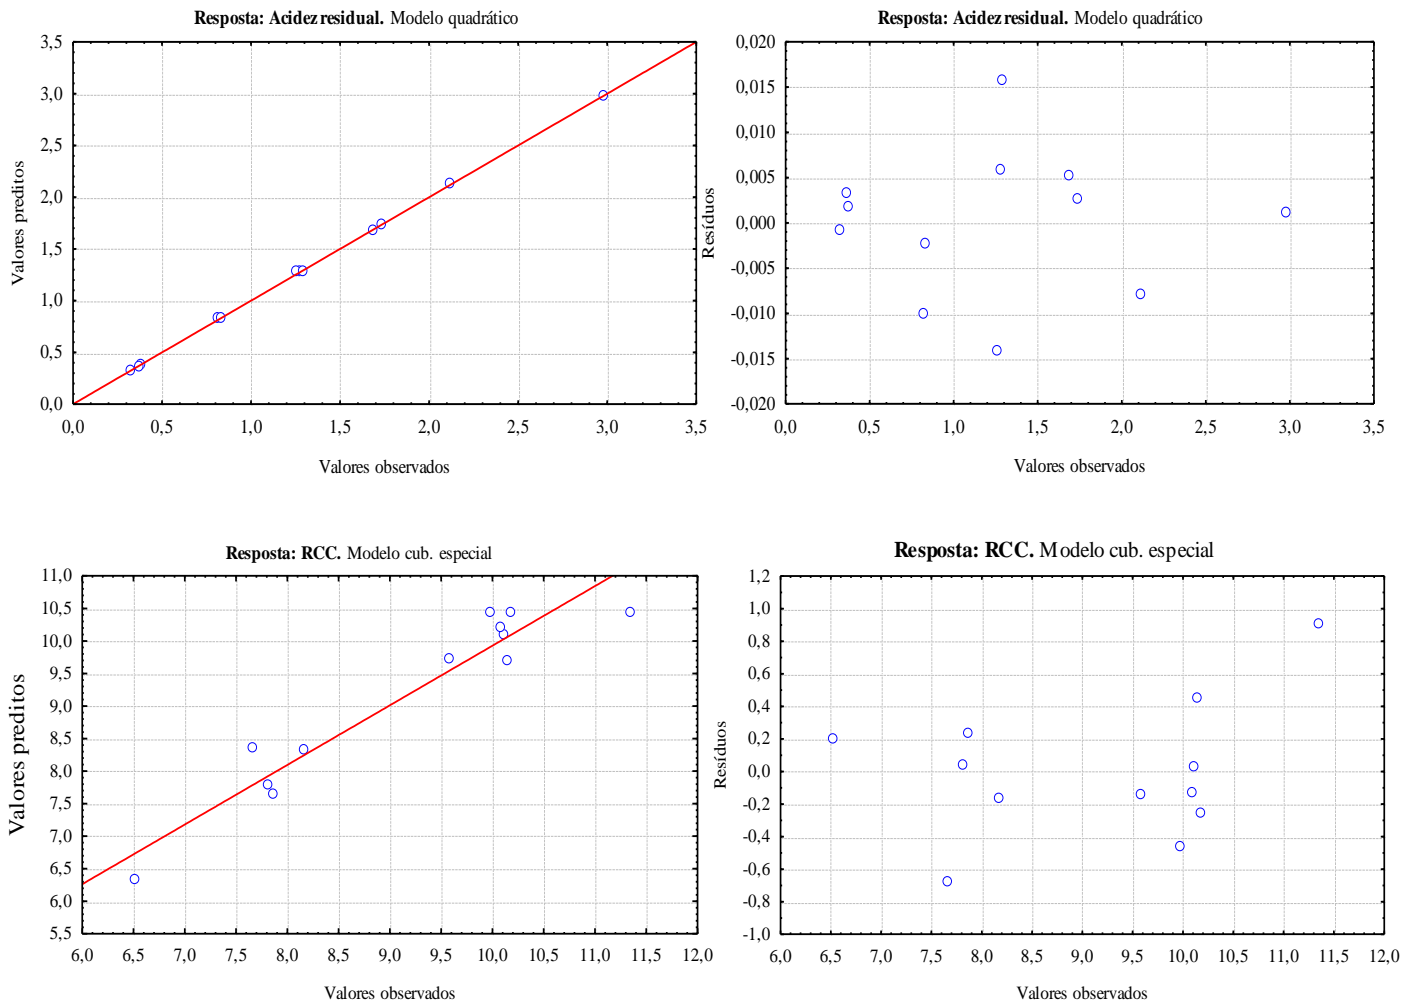 Resposta: Acidez residual. Modelo quadrático
3,5
3,0
2,5
2,0
1,5
1,0
0,5
0,0
Valores preditos
0,0 0,5 1,0 1,5 2,0 2,5 3,0 3,5
Valores observados
Resposta: Acidez residual. Modelo quadrático
0,020
0,015
0,010
0,005
0,000
-0,005
-0,010
-0,015
-0,020
Resíduos
0,0 0,5 1,0 1,5 2,0 2,5 3,0 3,5
Valores observados
Resposta: RCC. Modelo cub. especial
11,0
10,5
10,0
9,5
9,0
8,5
8,0
7,5
7,0
6,5
6,0
5,5
Valores preditos
6,0 6,5 7,0 7,5 8,0 8,5 9,0 9,5 10,0 10,5 11,0 11,5 12,0
Valores observados
Resposta: RCC. Modelo cub. especial
1,2
1,0
0,8
0,6
0,4
0,2
0,0
-0,2
-0,4
-0,6
-0,8
-1,0
Resíduos
6,0 6,5 7,0 7,5 8,0 8,5 9,0 9,5 10,0 10,5 11,0 11,5 12,0
Valores observados